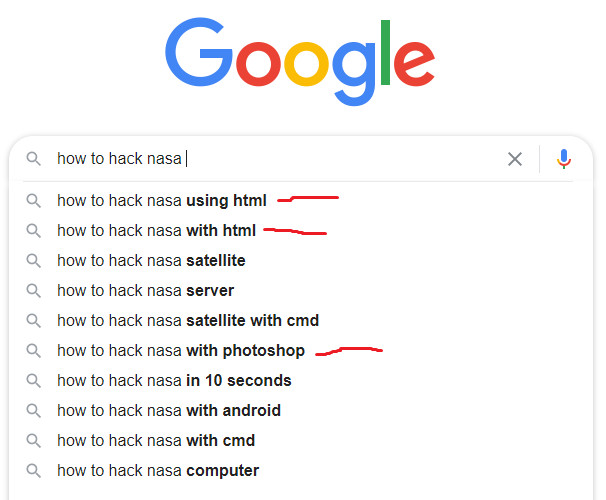 Google
how to hack nasa
how to hack nasa using html
how to hack nasa with html
how to hack nasa satellite
how to hack nasa server
how to hack nasa satellite with cmd
how to hack nasa with photoshop
how to hack nasa in 10 seconds
how to hack nasa with android
how to hack nasa with cmd
how to hack nasa computer